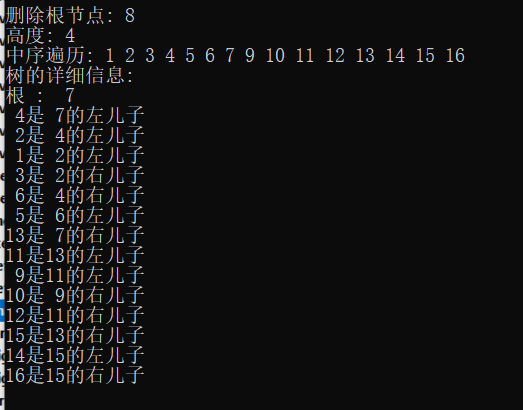 删除根节点: 8
高度: 4
中序遍历: 1 2 3 4 5 6 7 9 10 11 12 13 14 15 16
树的详细信息:
根 :  7
 4是 7的左儿子
 2是 4的左儿子
 1是 2的左儿子
 3是 2的右儿子
 6是 4的右儿子
 5是 6的左儿子
13是 7的右儿子
11是13的左儿子
 9是11的左儿子
10是 9的右儿子
12是11的右儿子
15是13的右儿子
14是15的左儿子
16是15的右儿子